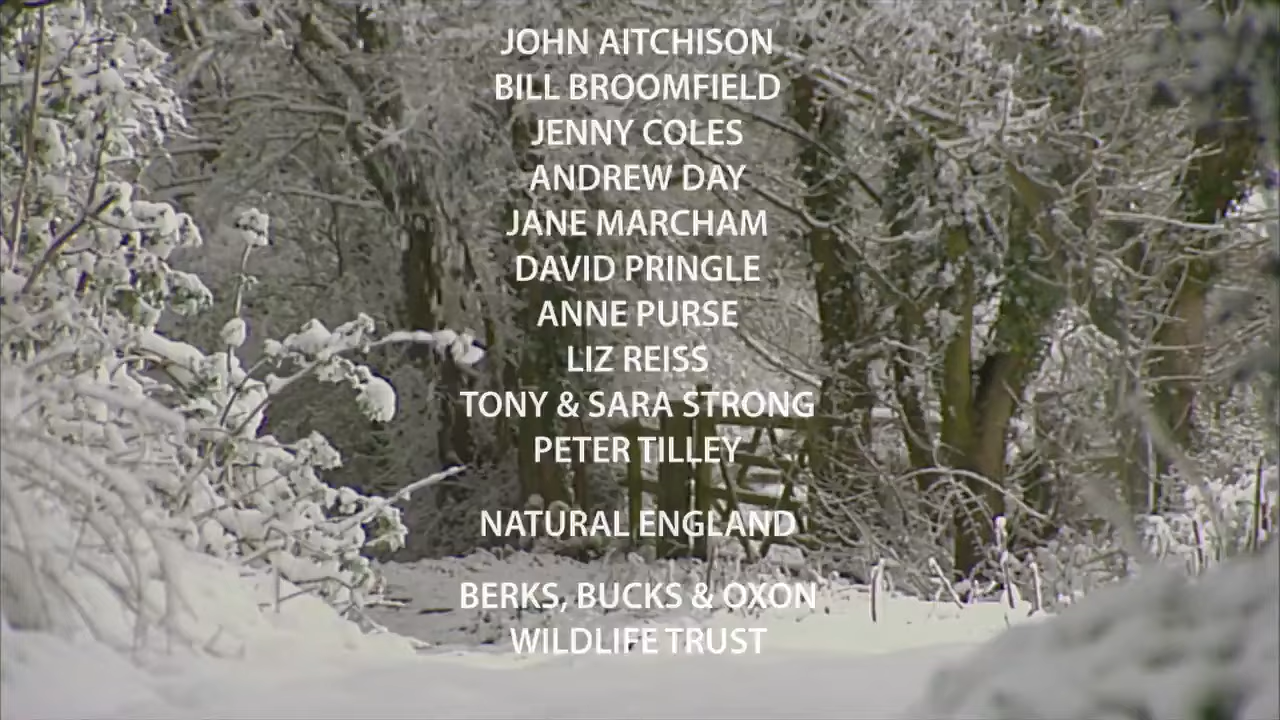 JOHN AITCHISON
BILL BROOMFIELD
JENNY COLES
ANDREW DAY
JANE MARCHAM
DAVID PRINGLE
ANNE PURSE
LIZ REISS
TONY & SARA STRONG
PETER TILLEY
NATURAL ENGLAND
BERKS, BUCKS & OXON
WILDLIFE TRUST